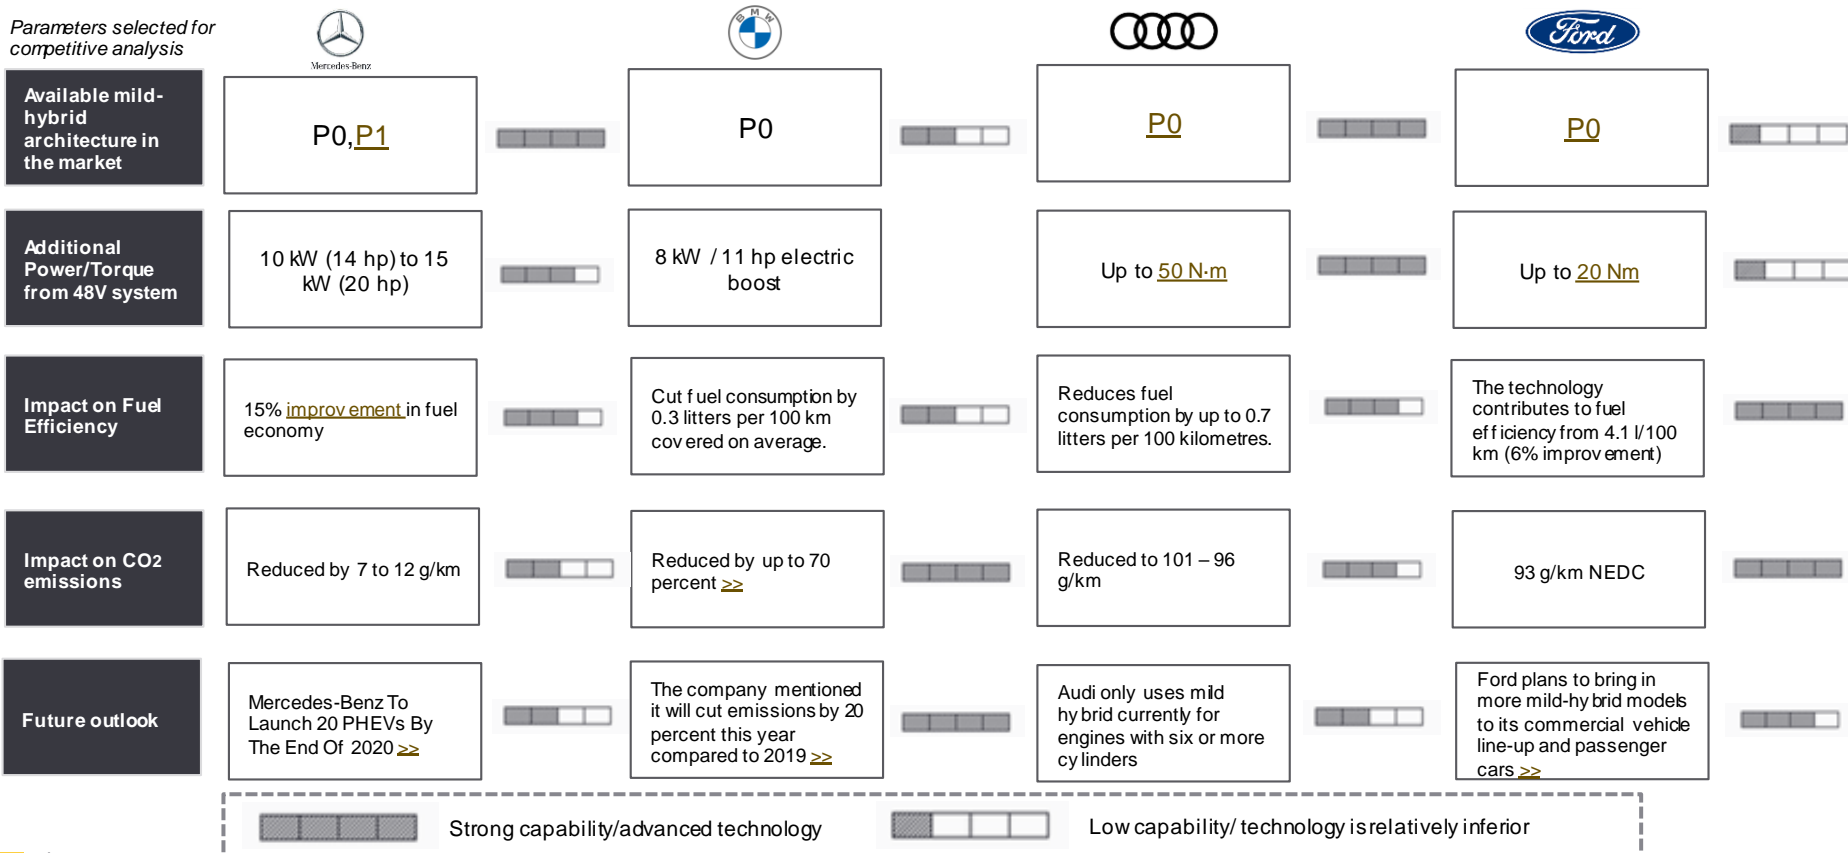 Parameters selected for
competitive analysis
Mercedes-Benz
BMW
Ford
Available mild-
hybrid
architecture in
the market
P0,P1
P0
P0
P0
Additional
Power/Torque
from 48V system
10 kW (14 hp) to 15
kW (20 hp)
8 kW / 11 hp electric
boost
Up to 50 N·m
Up to 20 Nm
Impact on Fuel
Efficiency
15% improvement in fuel
economy
Cut fuel consumption by
0.3 litters per 100 km
covered on average.
Reduces fuel
consumption by up to 0.7
litters per 100 kilometres.
The technology
contributes to fuel
efficiency from 4.1 l/100
km (6% improvement)
Impact on CO2
emissions
Reduced by 7 to 12 g/km
Reduced by up to 70
percent >>
Reduced to 101 – 96
g/km
93 g/km NEDC
Future outlook
Mercedes-Benz To
Launch 20 PHEVs By
The End Of 2020 >>
The company mentioned
it will cut emissions by 20
percent this year
compared to 2019 >>
Audi only uses mild
hybrid currently for
engines with six or more
cylinders
Ford plans to bring in
more mild-hybrid models
to its commercial vehicle
line-up and passenger
cars >>
Strong capability/advanced technology
Low capability/ technology is relatively inferior